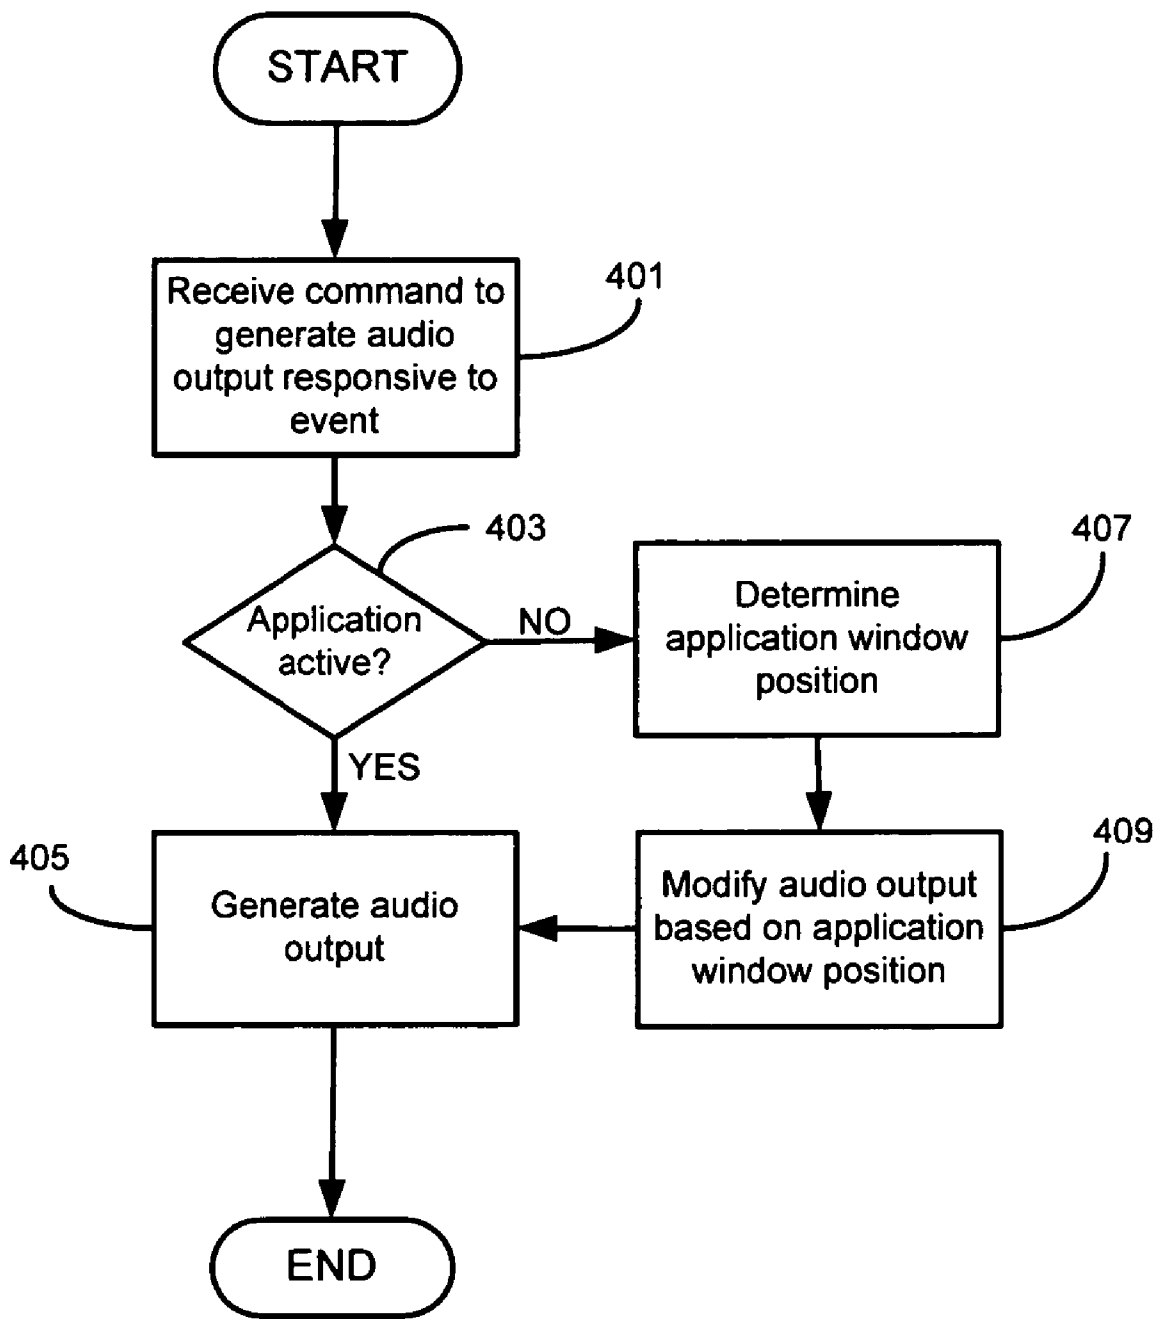 START
Receive command to
generate audio
output responsive to
event
401
403
Application
active?
NO
YES
Determine
application window
position
407
405
Generate audio
output
Modify audio output
based on application
window position
409
END